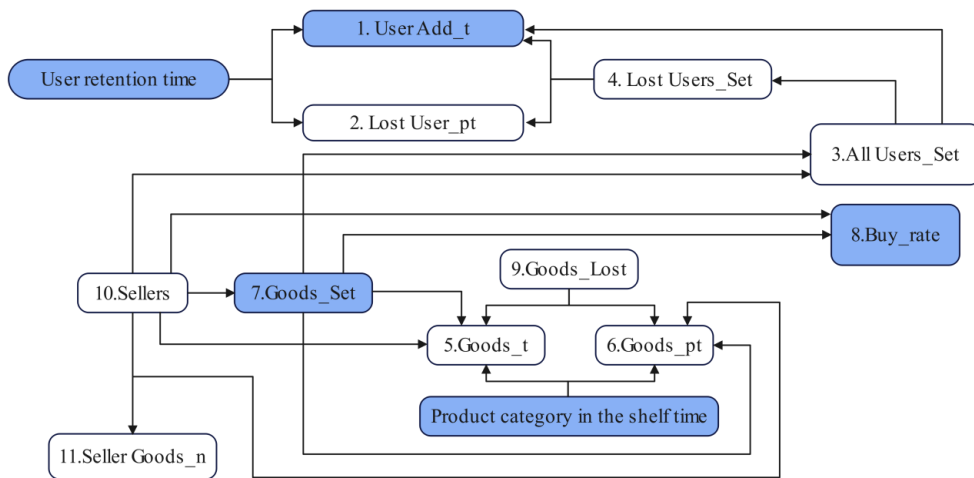 1. User Add_t
User retention time
4. Lost Users_Set
2. Lost User_pt
3.All Users_Set
8.Buy_rate
9.Goods_Lost
10.Sellers
7.Goods_Set
5.Goods_t
6.Goods_pt
Product category in the shelf time
11.Seller Goods_n